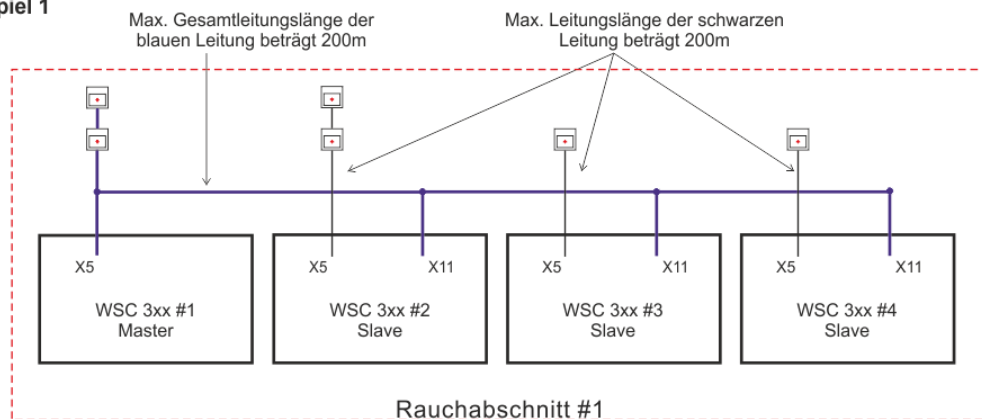 piel 1
Max. Gesamtleitungslänge der
blauen Leitung beträgt 200m
Max. Leitungslänge der schwarzen
Leitung beträgt 200m
X5
WSC 3xx #1
Master
X5
X11
WSC 3xx #2
Slave
X5
X11
WSC 3xx #3
Slave
X5
X11
WSC 3xx #4
Slave
Rauchabschnitt #1